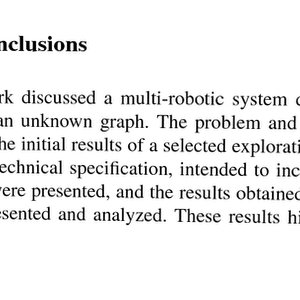 nclusions
rk discussed a multi-robotic system
an unknown graph. The problem and
he initial results of a selected explorati
echnical specification, intended to inc
vere presented, and the results obtained
esented and analyzed. These results hi